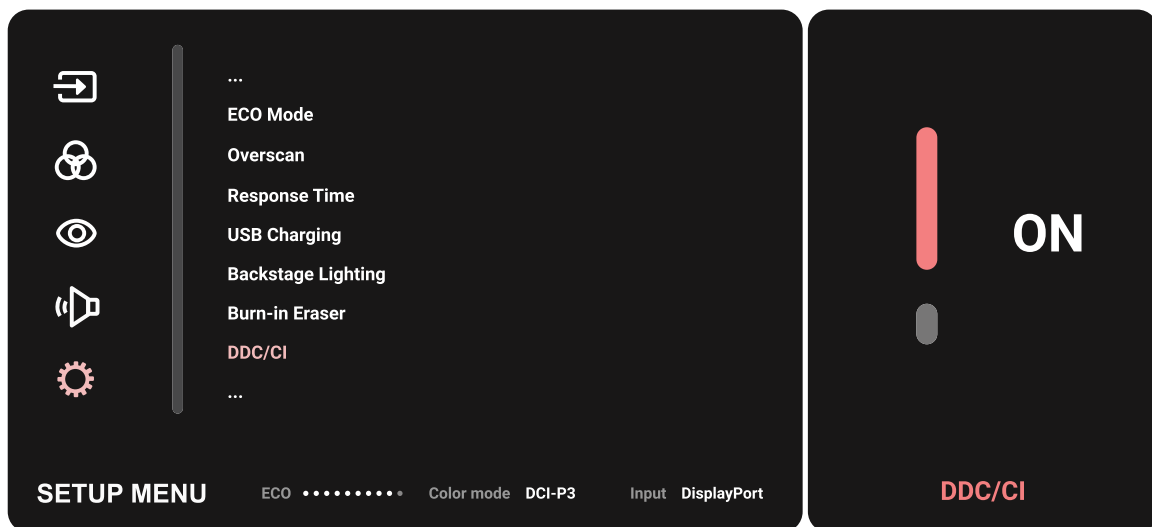 ...
ECO Mode
Overscan
Response Time
USB Charging
Backstage Lighting
Burn-in Eraser
DDC/CI
...
SETUP MENU
ECO
Color mode DCI-P3
Input DisplayPort
ON
DDC/CI